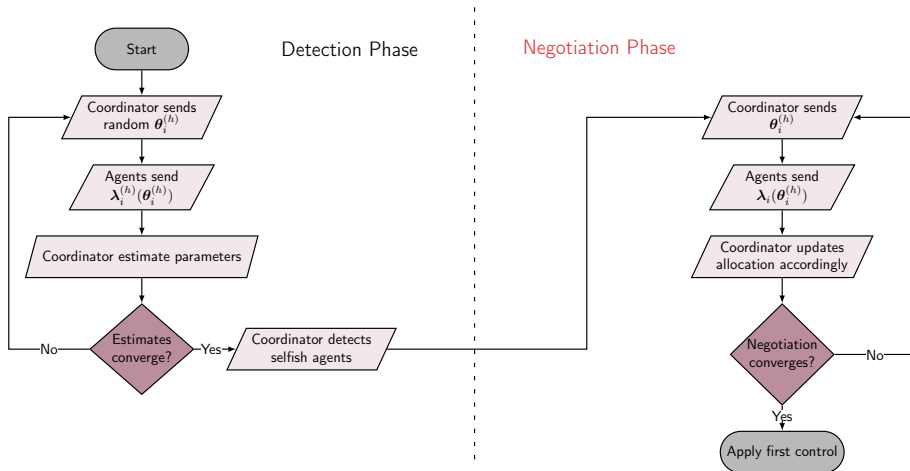 Detection Phase
Negotiation Phase
Start
Coordinator sends
random θ_i^(h)
Agents send
λ_i^(h)(θ_i^(h))
Coordinator estimate parameters
Estimates
converge?
No
Yes
Coordinator detects
selfish agents
Coordinator sends
θ_i^(h)
Agents send
λ_i(θ_i^(h))
Coordinator updates
allocation accordingly
Negotiation
converges?
No
Yes
Apply first control